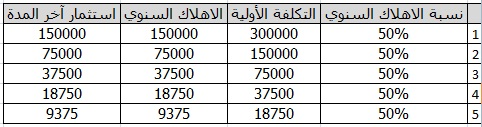 نسبة الاهلاك السنوي التكلفة الأولية الاهلاك السنوي استثمار آخر المدة
1 50% 300000 150000 150000
2 50% 150000 75000 75000
3 50% 75000 37500 37500
4 50% 37500 18750 18750
5 50% 18750 9375 9375